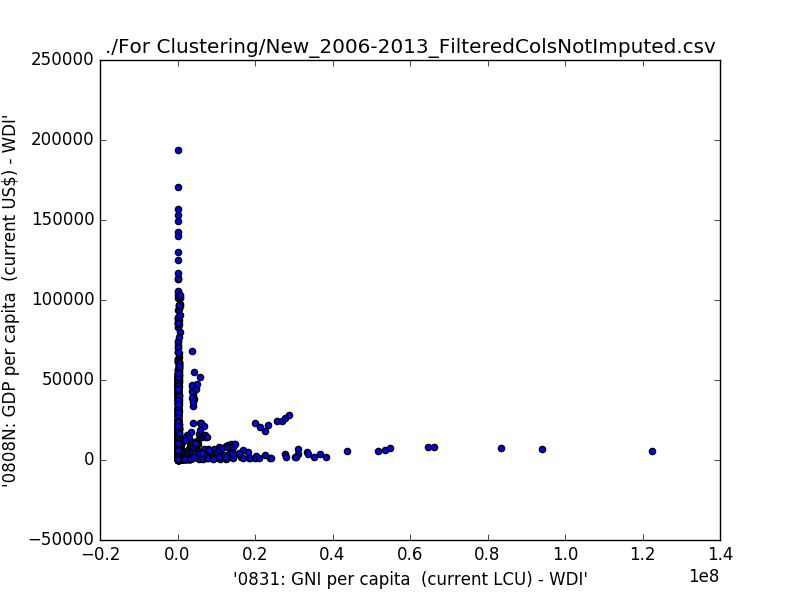 ./For Clustering/New_2006-2013_FilteredColsNotImputed.csv
250000
200000
150000
100000
50000
0
−50000
'0808N: GDP per capita  (current US$) - WDI'
−0.2 0.0 0.2 0.4 0.6 0.8 1.0 1.2 1.4
1e8
'0831: GNI per capita  (current LCU) - WDI'